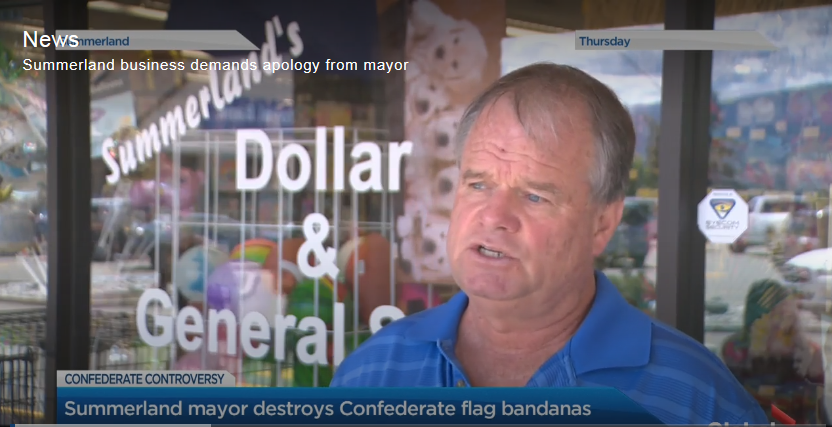 News
Summerland
Summerland business demands apology from mayor
Thursday
Summerland's
Dollar
&
General
CONFEDERATE CONTROVERSY
Summerland mayor destroys Confederate flag bandanas